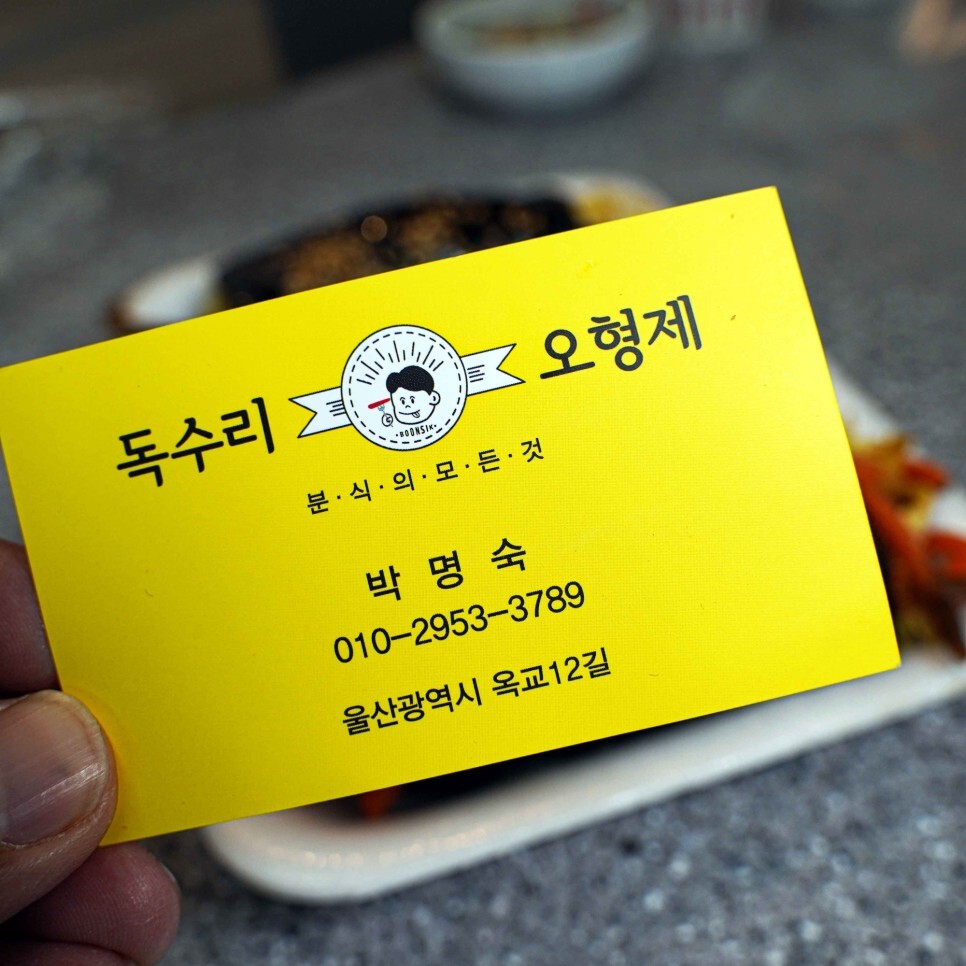 독수리 오형제
BOONSIK
분·식·의·모·든·것
박 명 숙
010-2953-3789
울산광역시 옥교12길